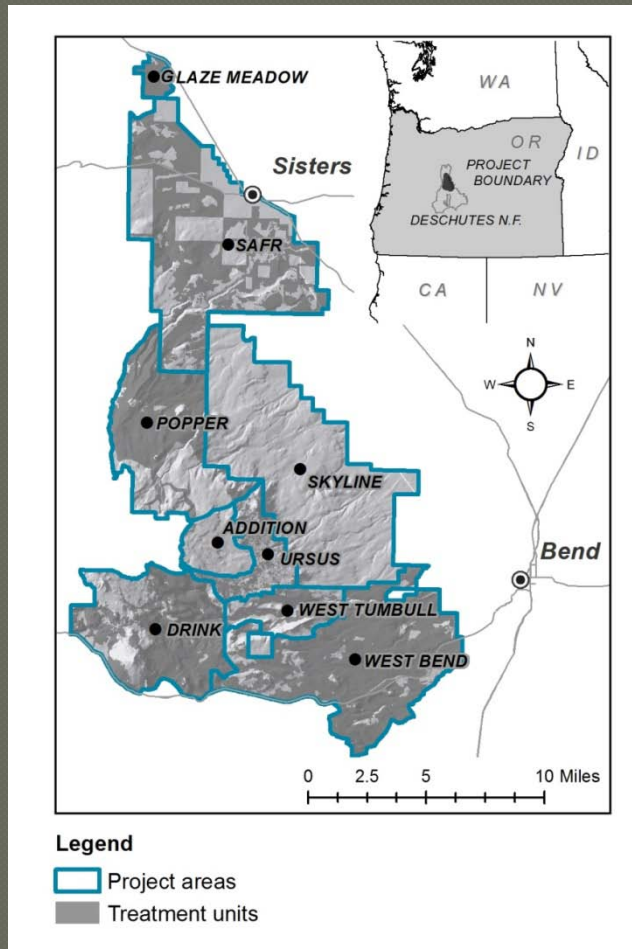 GLAZE MEADOW
WA
OR
ID
Sisters
PROJECT
BOUNDARY
DESCHUTES N.F.
SAFR
CA
NV
N
W
E
S
POPPER
SKYLINE
ADDITION
URSUS
Bend
WEST TUMBULL
DRINK
WEST BEND
0 2.5 5 10 Miles
Legend
Project areas
Treatment units